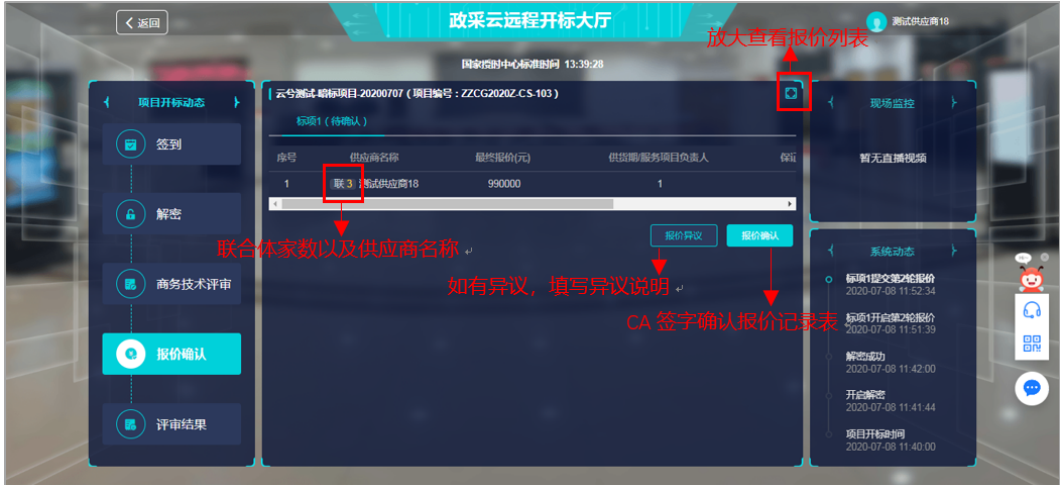 返回
政采云远程开标大厅
测试供应商18
放大查看报价列表
国家授时中心标准时间 13:39:28
项目开标动态
签到
解密
商务技术评审
报价确认
评审结果
云兮测试-暗标项目-20200707 ( 项目编号:ZZCG2020Z-CS-103 )
标项1 ( 待确认 )
序号 供应商名称 最终报价(元) 供货期/服务项目负责人
1 联 3 测试供应商18 990000 1
联合体家数以及供应商名称
报价异议 报价确认
如有异议,填写异议说明
CA 签字确认报价记录表
现场监控
暂无直播视频
系统动态
标项1提交第2轮报价
2020-07-08 11:52:34
标项1开启第2轮报价
2020-07-08 11:51:39
解密成功
2020-07-08 11:42:00
开启解密
2020-07-08 11:41:44
项目开标时间
2020-07-08 11:40:00